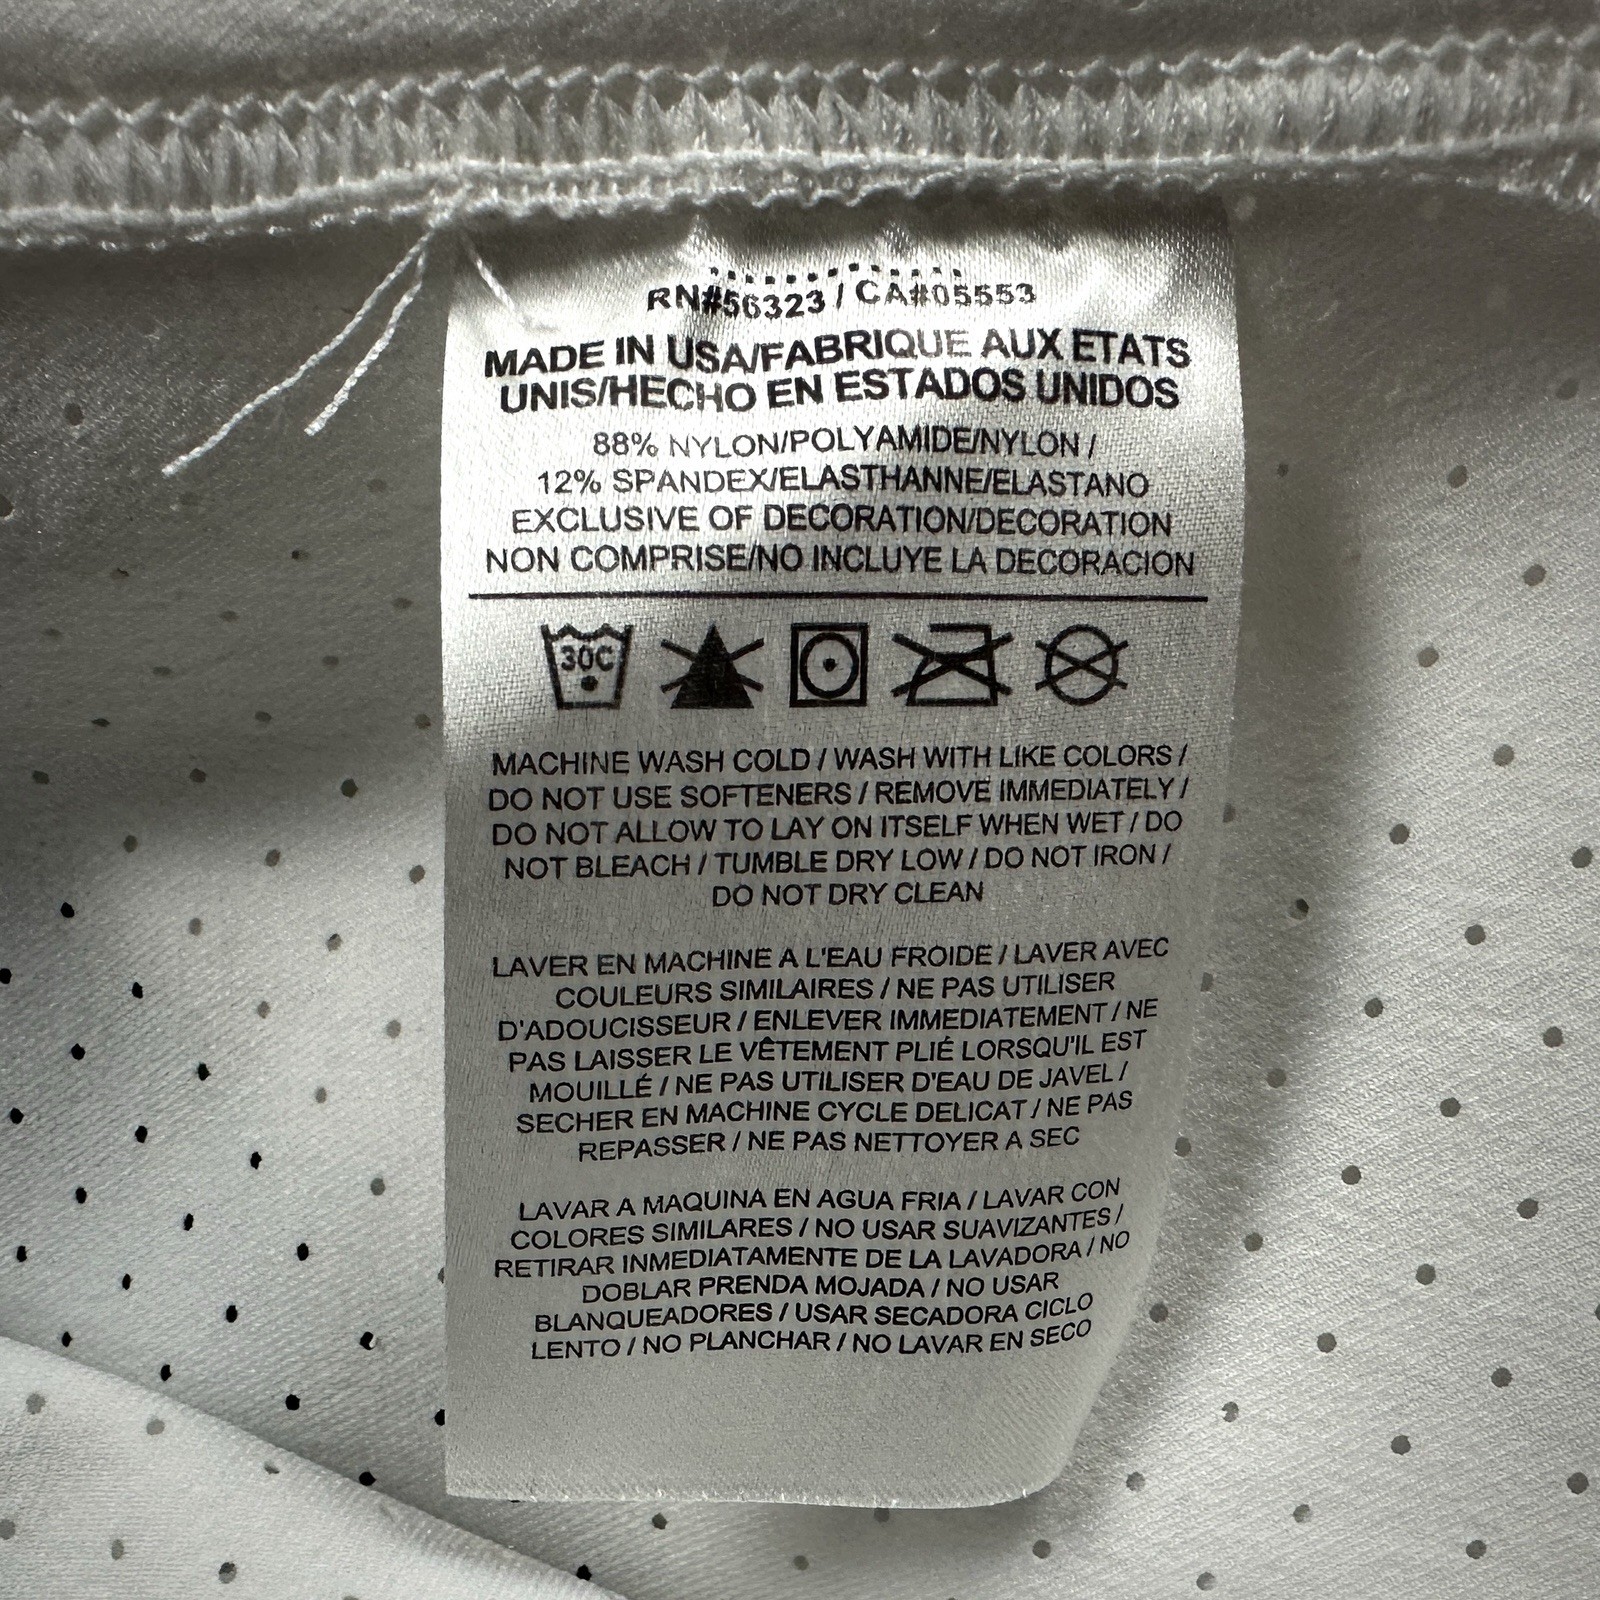 RN#56323 / CA#05553
MADE IN USA/FABRIQUE AUX ETATS
UNIS/HECHO EN ESTADOS UNIDOS
88% NYLON/POLYAMIDE/NYLON /
12% SPANDEX/ELASTHANNE/ELASTANO
EXCLUSIVE OF DECORATION/DECORATION
NON COMPRISE/NO INCLUYE LA DECORACION
30C
MACHINE WASH COLD / WASH WITH LIKE COLORS /
DO NOT USE SOFTENERS / REMOVE IMMEDIATELY /
DO NOT ALLOW TO LAY ON ITSELF WHEN WET / DO
NOT BLEACH / TUMBLE DRY LOW / DO NOT IRON /
DO NOT DRY CLEAN
LAVER EN MACHINE A L'EAU FROIDE / LAVER AVEC
COULEURS SIMILAIRES / NE PAS UTILISER
D'ADOUCISSEUR / ENLEVER IMMEDIATEMENT / NE
PAS LAISSER LE VÊTEMENT PLIÉ LORSQU'IL EST
MOUILLÉ / NE PAS UTILISER D'EAU DE JAVEL /
SECHER EN MACHINE CYCLE DELICAT / NE PAS
REPASSER / NE PAS NETTOYER A SEC
LAVAR A MAQUINA EN AGUA FRIA / LAVAR CON
COLORES SIMILARES / NO USAR SUAVIZANTES /
RETIRAR INMEDIATAMENTE DE LA LAVADORA / NO
DOBLAR PRENDA MOJADA / NO USAR
BLANQUEADORES / USAR SECADORA CICLO
LENTO / NO PLANCHAR / NO LAVAR EN SECO